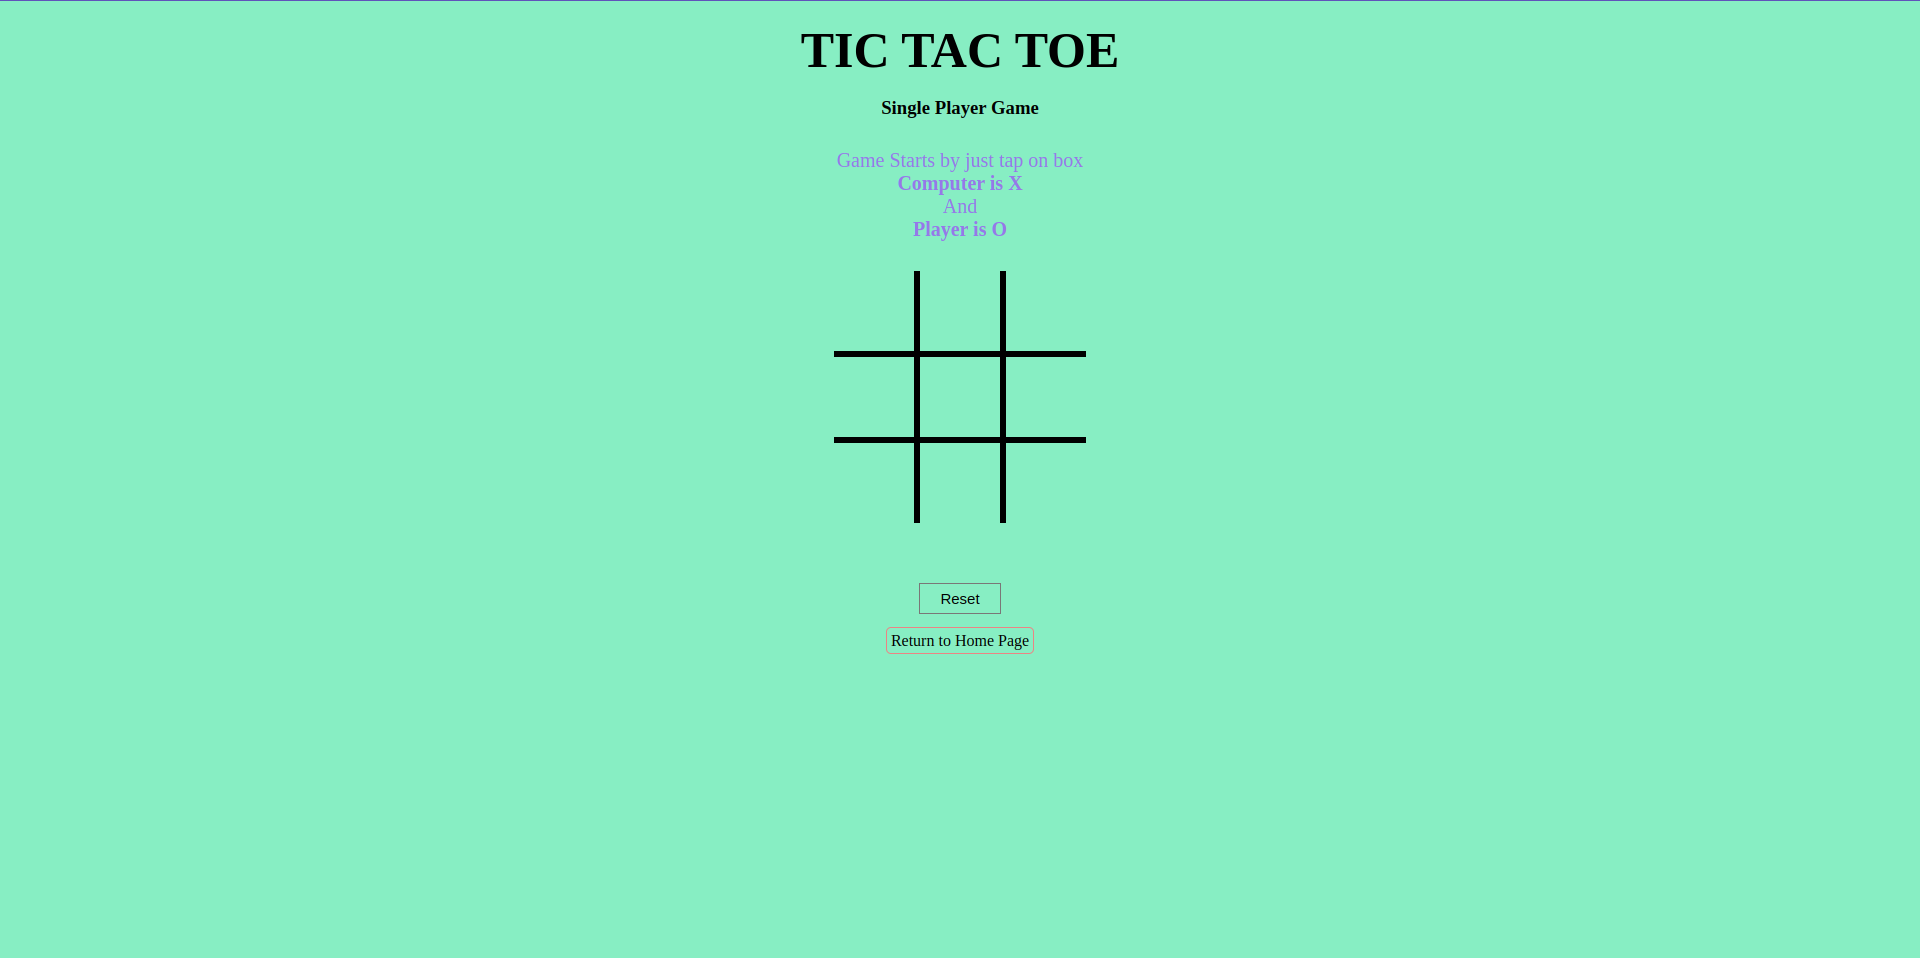 TIC TAC TOE
Single Player Game
Game Starts by just tap on box
Computer is X
And
Player is O
Reset
Return to Home Page